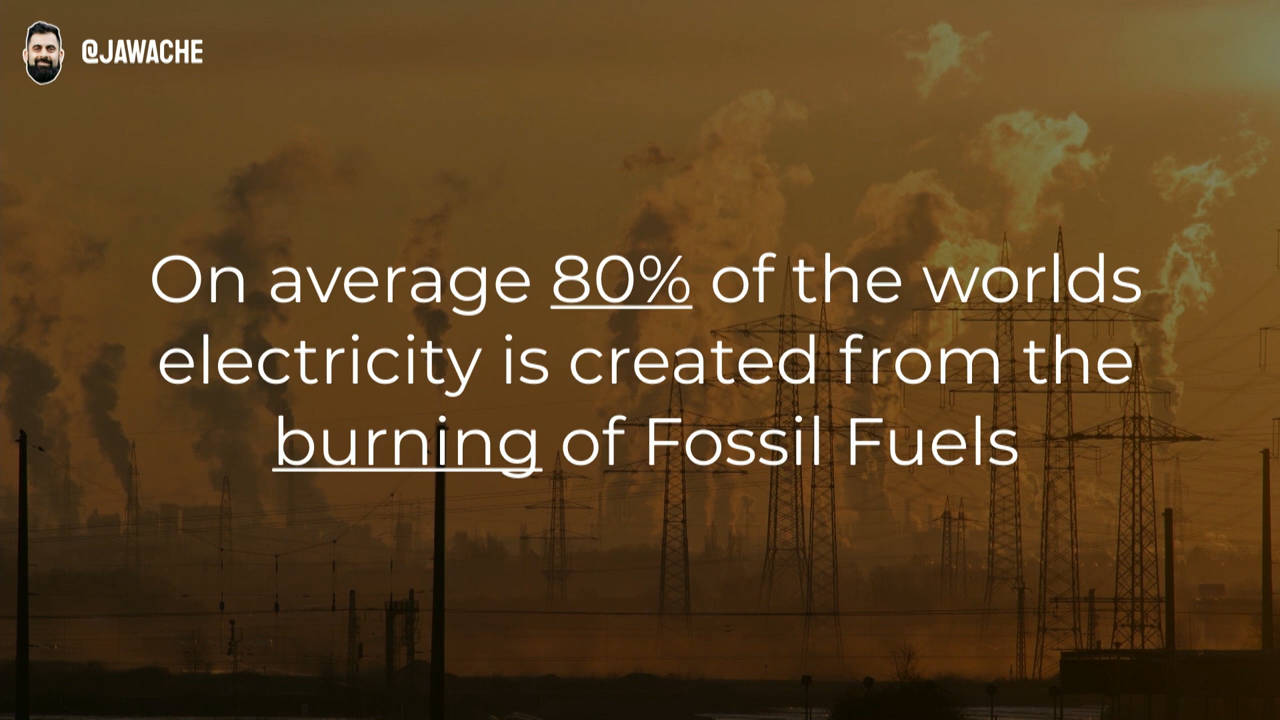 @JAWACHE
On average 80% of the worlds
electricity is created from the
burning of Fossil Fuels